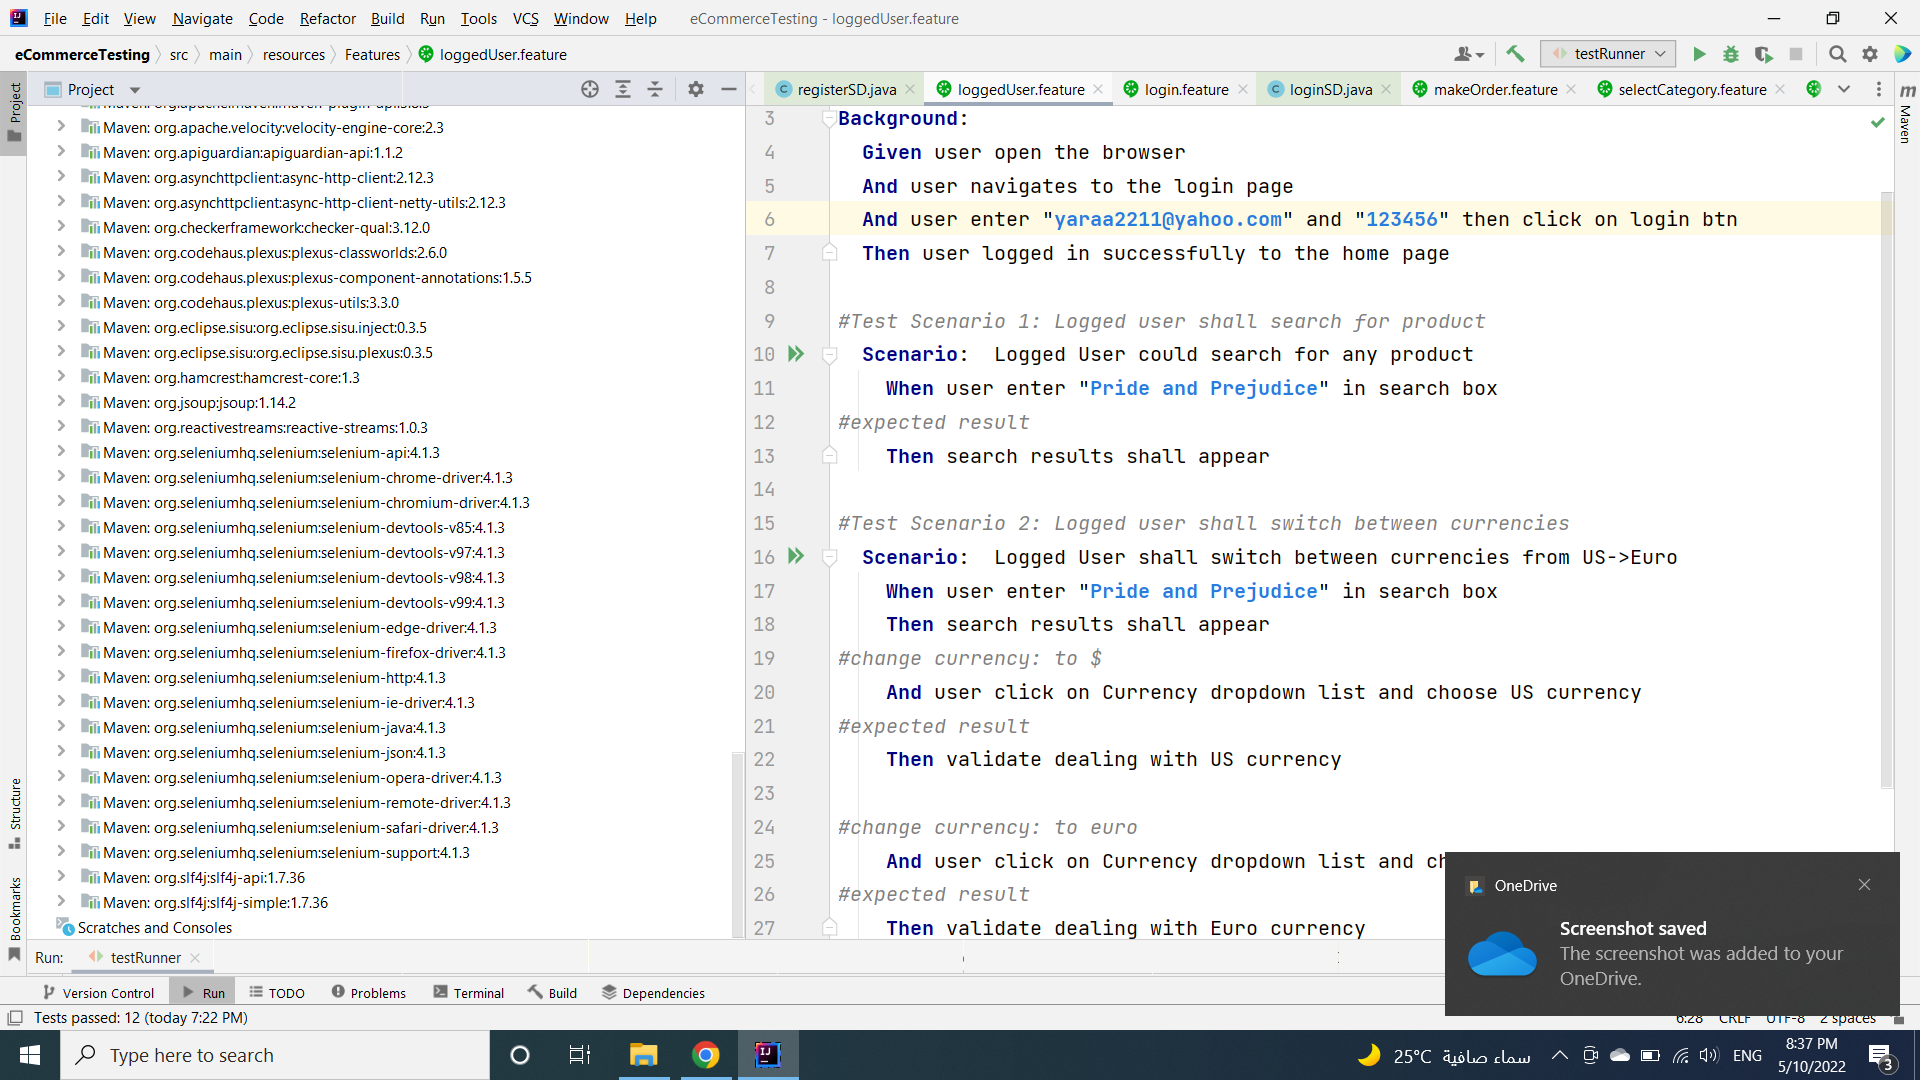 File Edit View Navigate Code Refactor Build Run Tools VCS Window Help eCommerceTesting - loggedUser.feature
eCommerceTesting src main resources Features loggedUser.feature testRunner
Project
registerSD.java loggedUser.feature login.feature loginSD.java makeOrder.feature selectCategory.feature
Project
Structure
Bookmarks
Maven
Maven: org.apache.velocity:velocity-engine-core:2.3
Maven: org.apiguardian:apiguardian-api:1.1.2
Maven: org.asynchttpclient:async-http-client:2.12.3
Maven: org.asynchttpclient:async-http-client-netty-utils:2.12.3
Maven: org.checkerframework:checker-qual:3.12.0
Maven: org.codehaus.plexus:plexus-classworlds:2.6.0
Maven: org.codehaus.plexus:plexus-component-annotations:1.5.5
Maven: org.codehaus.plexus:plexus-utils:3.3.0
Maven: org.eclipse.sisu:org.eclipse.sisu.inject:0.3.5
Maven: org.eclipse.sisu:org.eclipse.sisu.plexus:0.3.5
Maven: org.hamcrest:hamcrest-core:1.3
Maven: org.jsoup:jsoup:1.14.2
Maven: org.reactivestreams:reactive-streams:1.0.3
Maven: org.seleniumhq.selenium:selenium-api:4.1.3
Maven: org.seleniumhq.selenium:selenium-chrome-driver:4.1.3
Maven: org.seleniumhq.selenium:selenium-chromium-driver:4.1.3
Maven: org.seleniumhq.selenium:selenium-devtools-v85:4.1.3
Maven: org.seleniumhq.selenium:selenium-devtools-v97:4.1.3
Maven: org.seleniumhq.selenium:selenium-devtools-v98:4.1.3
Maven: org.seleniumhq.selenium:selenium-devtools-v99:4.1.3
Maven: org.seleniumhq.selenium:selenium-edge-driver:4.1.3
Maven: org.seleniumhq.selenium:selenium-firefox-driver:4.1.3
Maven: org.seleniumhq.selenium:selenium-http:4.1.3
Maven: org.seleniumhq.selenium:selenium-ie-driver:4.1.3
Maven: org.seleniumhq.selenium:selenium-java:4.1.3
Maven: org.seleniumhq.selenium:selenium-json:4.1.3
Maven: org.seleniumhq.selenium:selenium-opera-driver:4.1.3
Maven: org.seleniumhq.selenium:selenium-remote-driver:4.1.3
Maven: org.seleniumhq.selenium:selenium-safari-driver:4.1.3
Maven: org.seleniumhq.selenium:selenium-support:4.1.3
Maven: org.slf4j:slf4j-api:1.7.36
Maven: org.slf4j:slf4j-simple:1.7.36
Scratches and Consoles
3 Background:
4 Given user open the browser
5 And user navigates to the login page
6 And user enter "yaraa2211@yahoo.com" and "123456" then click on login btn
7 Then user logged in successfully to the home page
8
9 #Test Scenario 1: Logged user shall search for product
10 Scenario: Logged User could search for any product
11 When user enter "Pride and Prejudice" in search box
12 #expected result
13 Then search results shall appear
14
15 #Test Scenario 2: Logged user shall switch between currencies
16 Scenario: Logged User shall switch between currencies from US->Euro
17 When user enter "Pride and Prejudice" in search box
18 Then search results shall appear
19 #change currency: to $
20 And user click on Currency dropdown list and choose US currency
21 #expected result
22 Then validate dealing with US currency
23
24 #change currency: to euro
25 And user click on Currency dropdown list and ch
26 #expected result
27 Then validate dealing with Euro currency
OneDrive
Screenshot saved
The screenshot was added to your
OneDrive.
Run: testRunner
Version Control Run TODO Problems Terminal Build Dependencies
Tests passed: 12 (today 7:22 PM) 6:28 CRLF UTF-8 2 spaces
Type here to search
25°C سماء صافية ENG 8:37 PM
5/10/2022
3